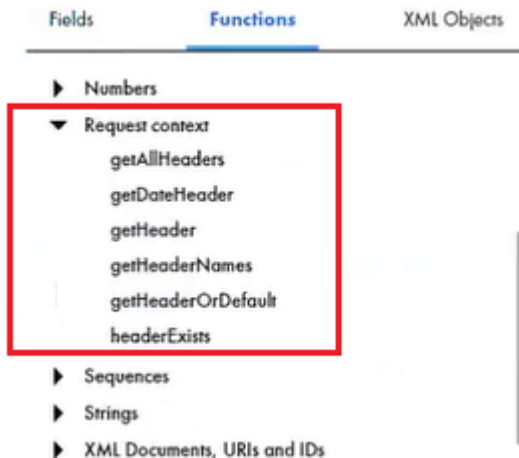 Fields Functions XML Objects
Numbers
Request context
getAllHeaders
getDateHeader
getHeader
getHeaderNames
getHeaderOrDefault
headerExists
Sequences
Strings
XML Documents, URIs and IDs